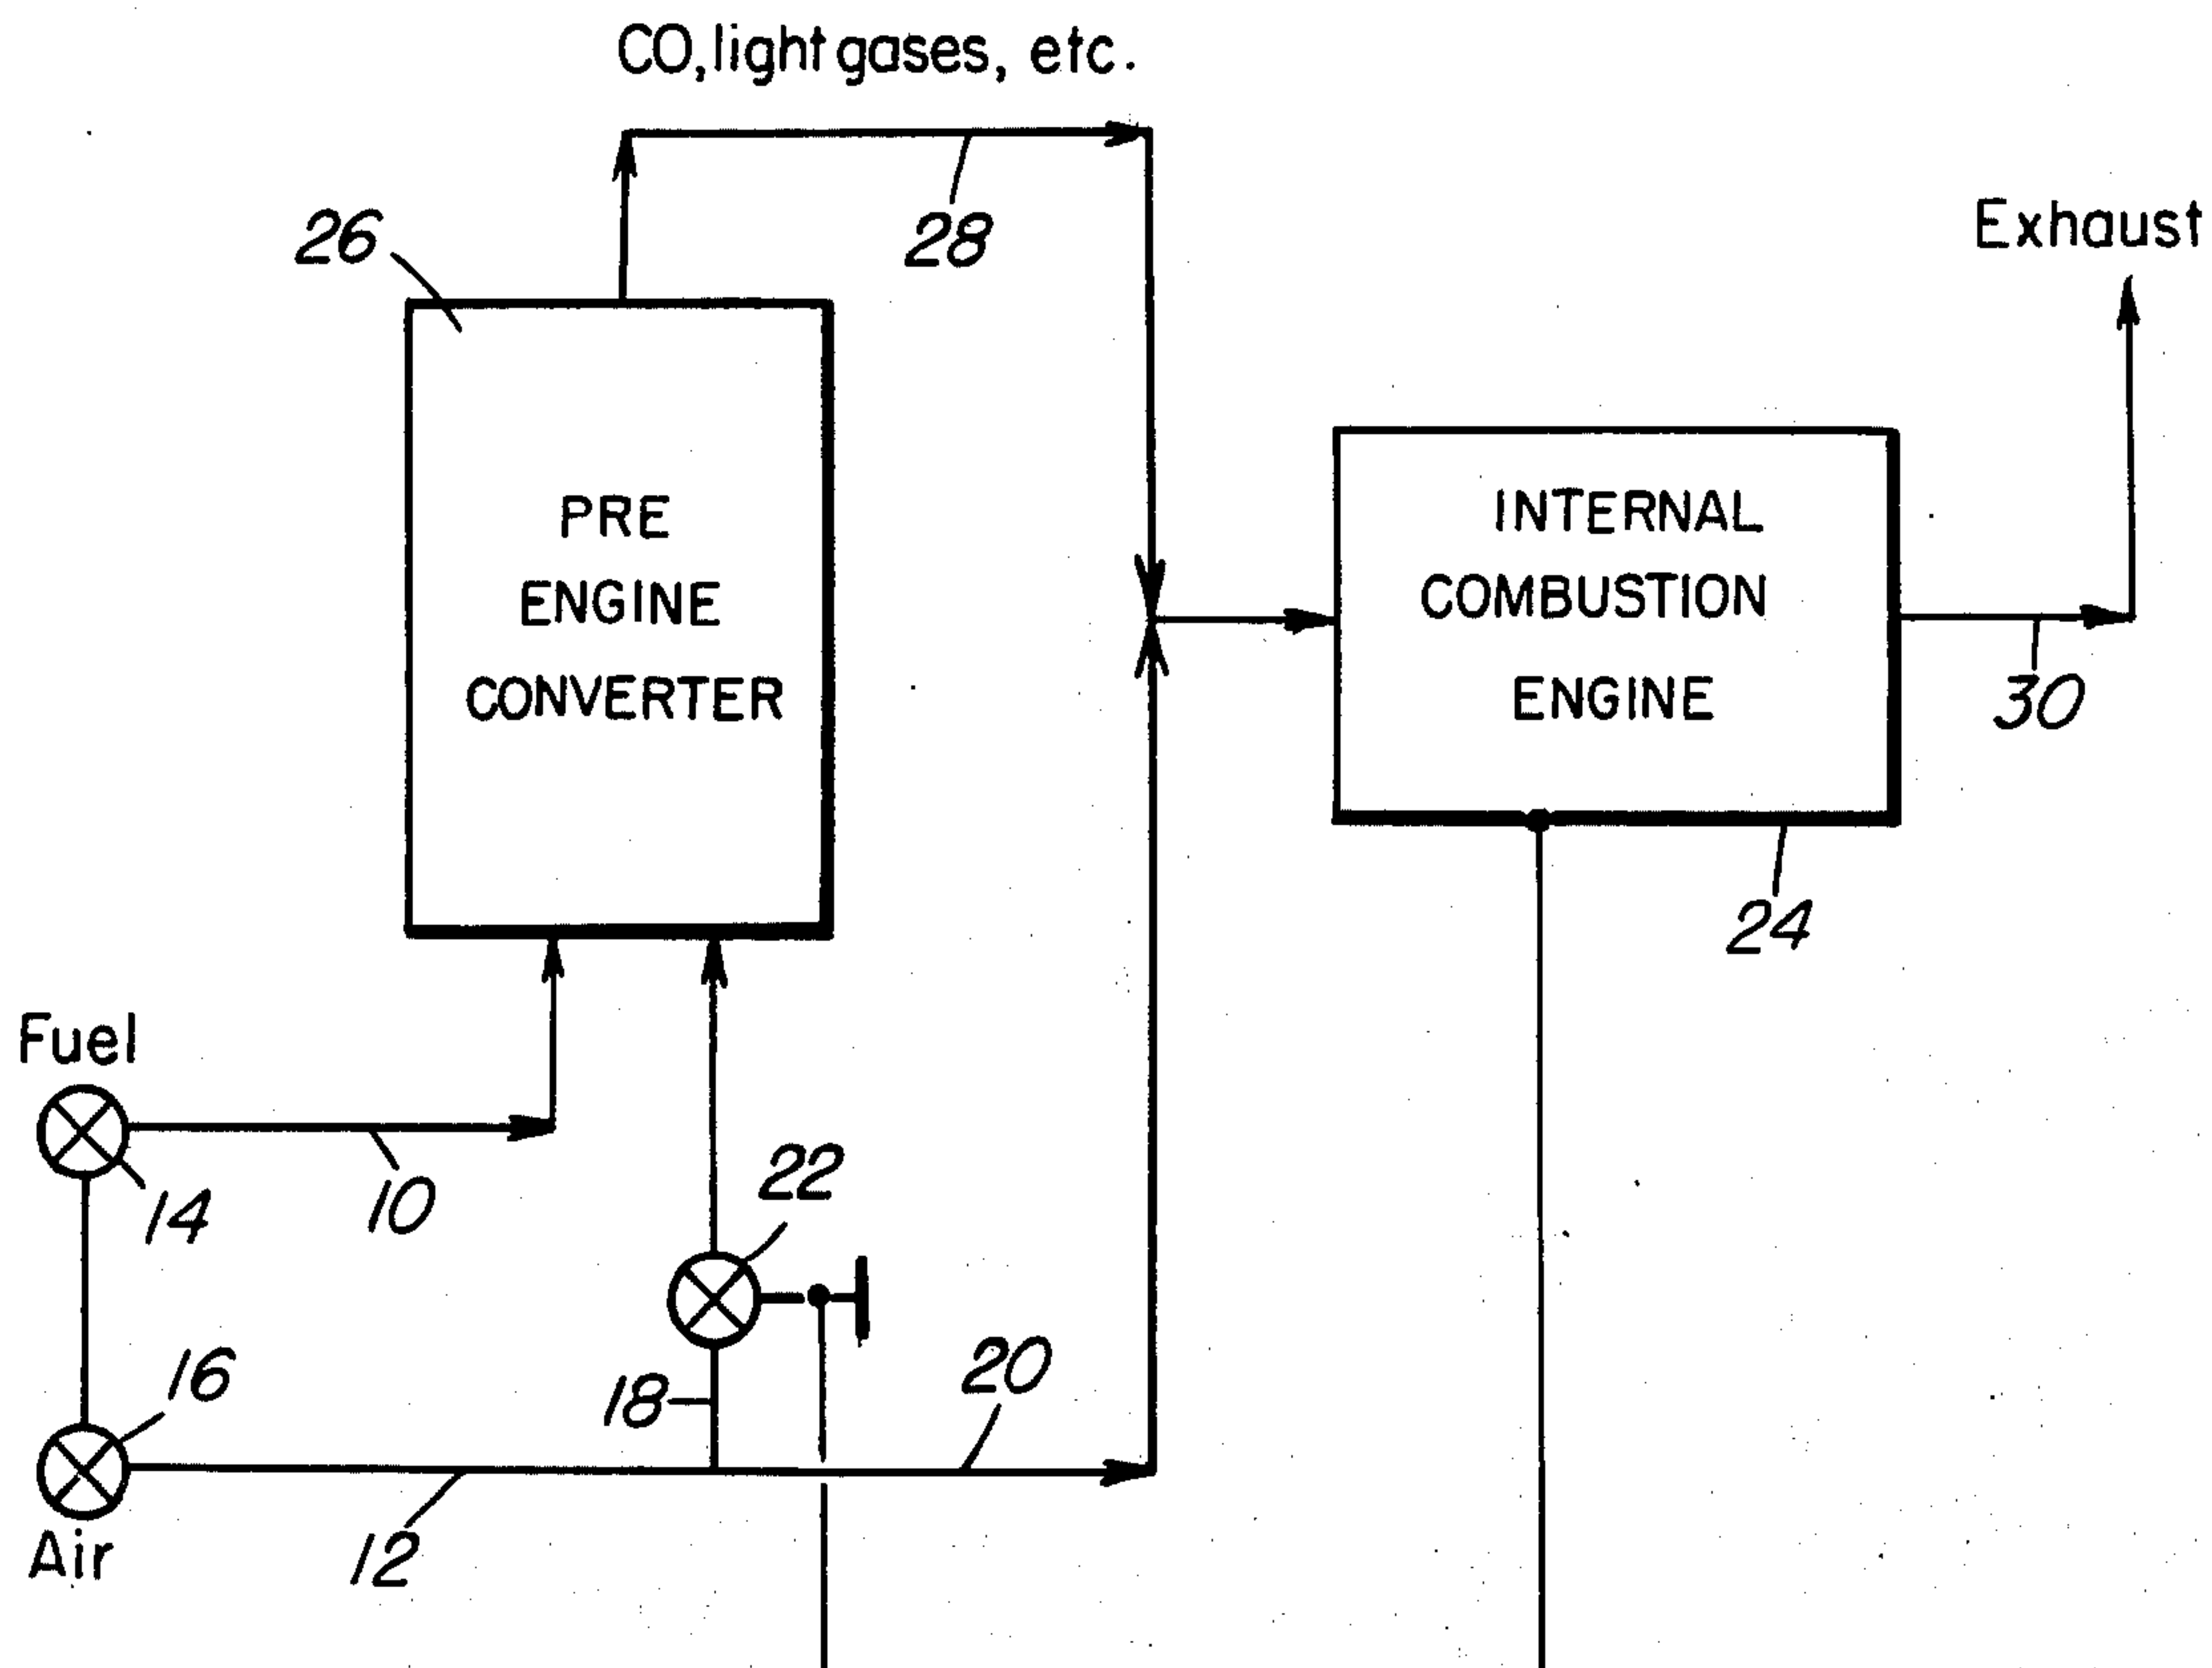 CO, light gases, etc.
26
28
Exhaust
PRE
ENGINE
CONVERTER
INTERNAL
COMBUSTION
ENGINE
30
24
Fuel
14
10
22
16
18
20
Air
12